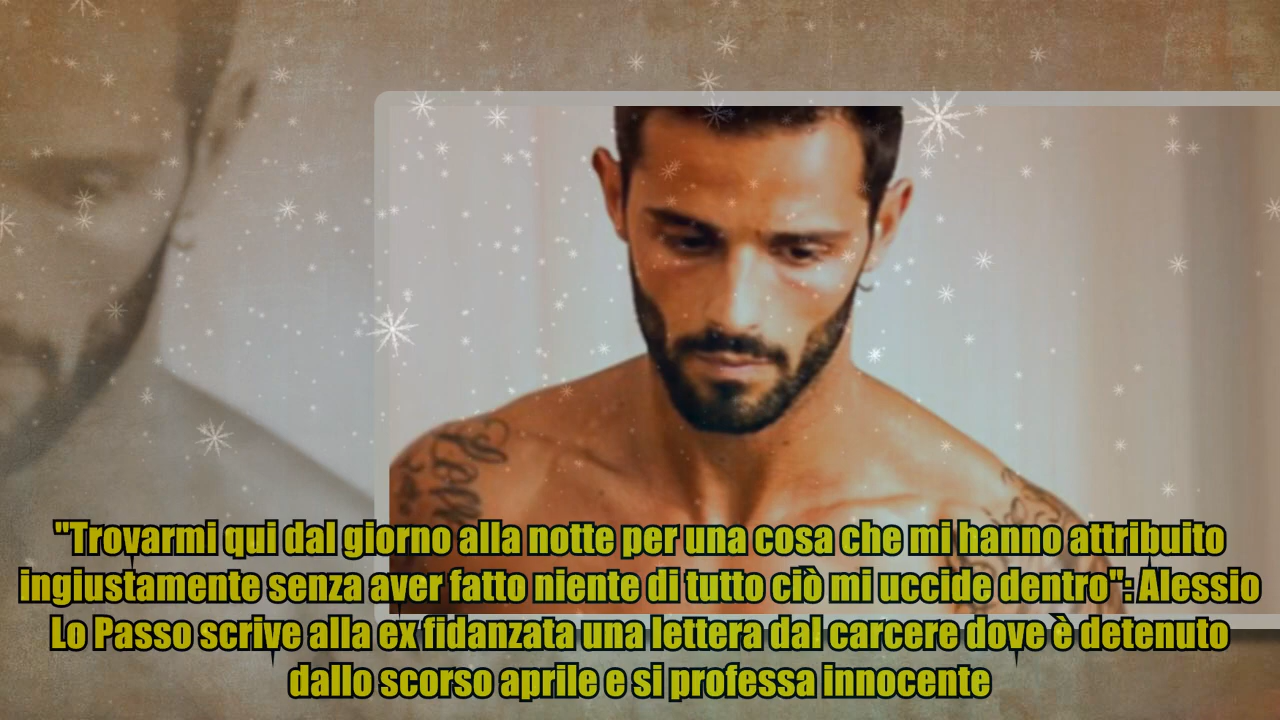 "Trovarmi qui dal giorno alla notte per una cosa che mi hanno attribuito
ingiustamente senza aver fatto niente di tutto ciò mi uccide dentro": Alessio
Lo Passo scrive alla ex fidanzata una lettera dal carcere dove è detenuto
dallo scorso aprile e si professa innocente